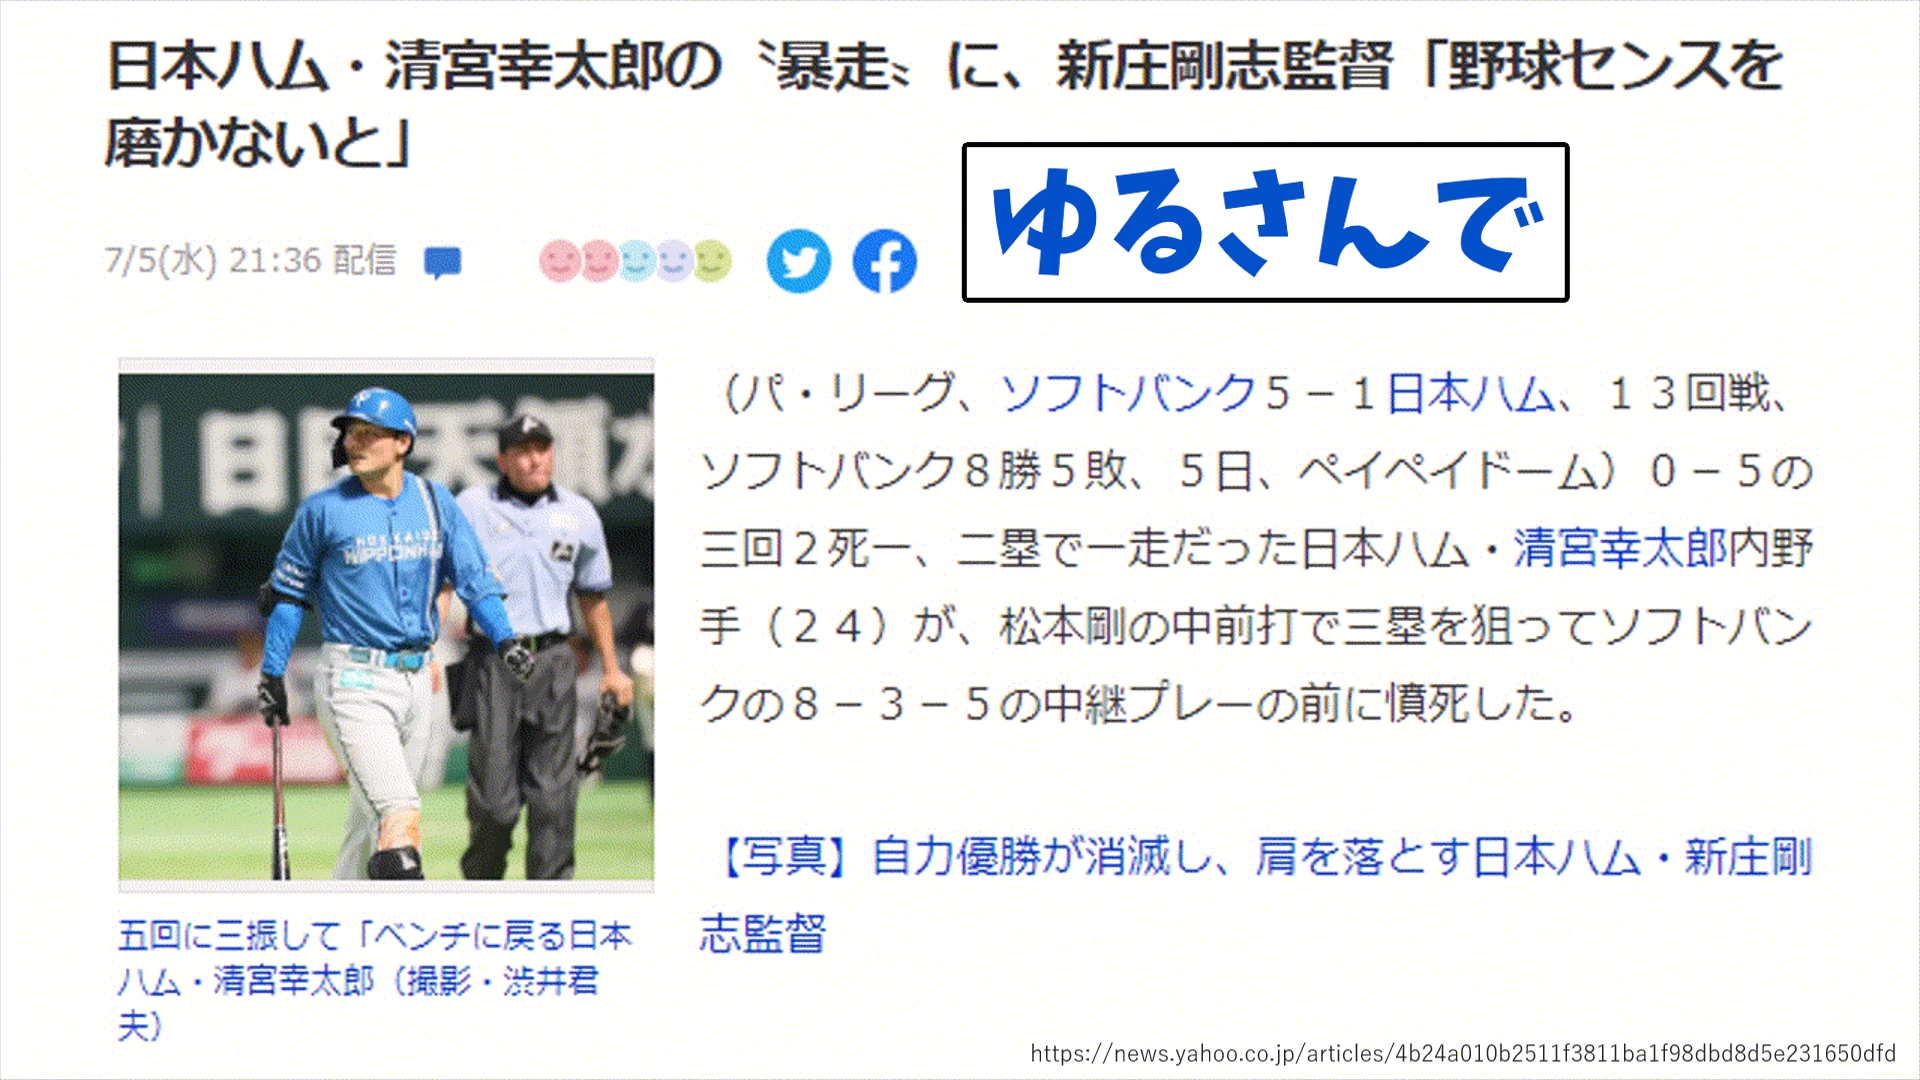 日本ハム・清宮幸太郎の〝暴走〟に、新庄剛志監督「野球センスを
磨かないと」
ゆるさんで
7/5(水) 21:36 配信
（パ・リーグ、ソフトバンク５－１日本ハム、１３回戦、
ソフトバンク８勝５敗、５日、ペイペイドーム）０－５の
三回２死一、二塁で一走だった日本ハム・清宮幸太郎内野
手（２４）が、松本剛の中前打で三塁を狙ってソフトバン
クの８－３－５の中継プレーの前に憤死した。
【写真】自力優勝が消滅し、肩を落とす日本ハム・新庄剛
志監督
五回に三振して「ベンチに戻る日本
ハム・清宮幸太郎（撮影・渋井君
夫）
https://news.yahoo.co.jp/articles/4b24a010b2511f3811ba1f98dbd8d5e231650dfd